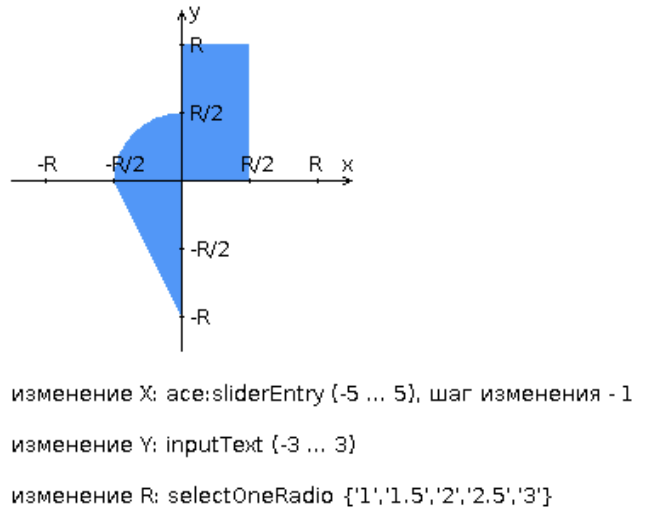 y
R
R/2
-R -R/2 R/2 R x
-R/2
-R
изменение X: ace:sliderEntry (-5 ... 5), шаг изменения - 1
изменение Y: inputText (-3 ... 3)
изменение R: selectOneRadio {'1','1.5','2','2.5','3'}